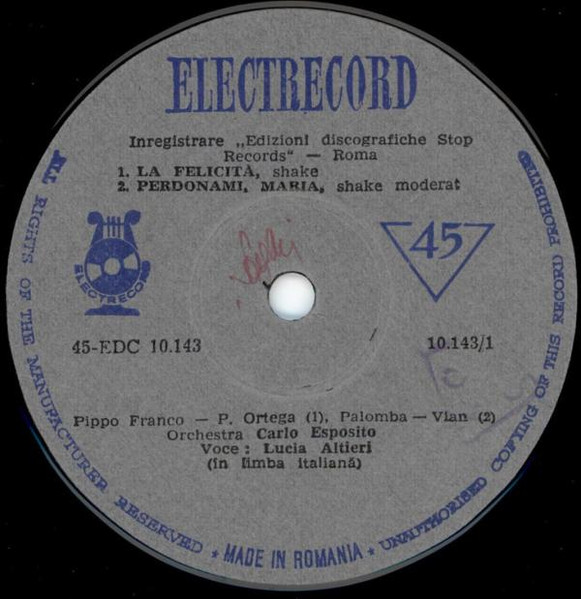 ELECTRECORD
Inregistrare „Edizioni discografiche Stop
Records“ — Roma
1. LA FELICITÀ, shake
2. PERDONAMI, MARIA, shake moderat
ELECTRECORD
45
45-EDC 10.143
10.143/1
Pippo Franco — P. Ortega (1), Palomba — Vian (2)
Orchestra Carlo Esposito
Voce: Lucia Altieri
(în limba italiană)
ALL RIGHTS OF THE MANUFACTURER RESERVED ★ MADE IN ROMANIA ★ UNAUTHORISED COPYING OF THIS RECORD PROHIBITED